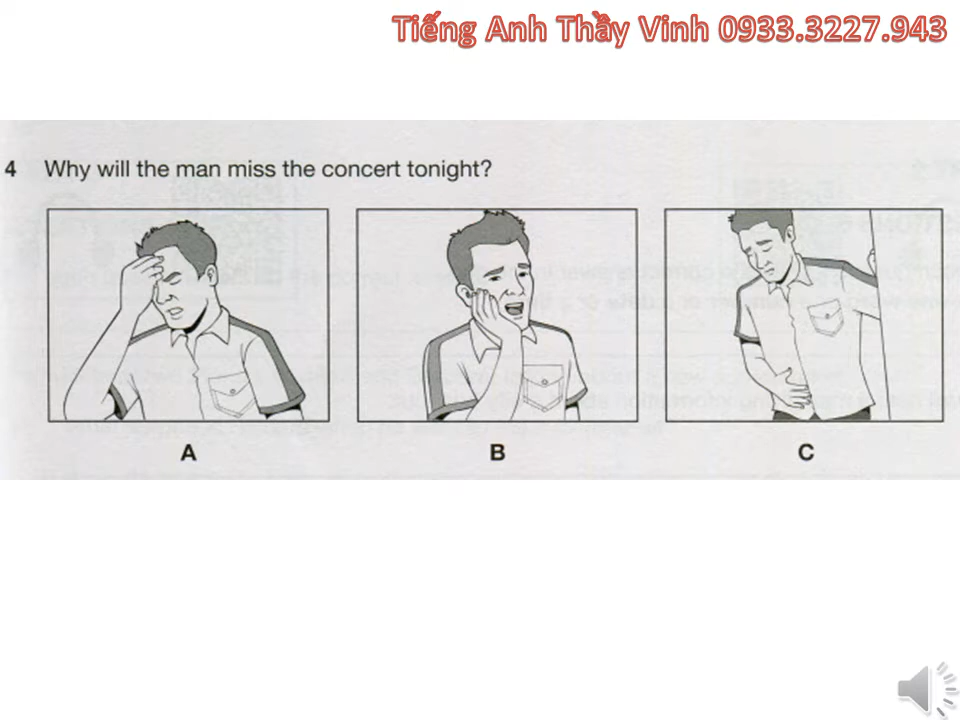 Tiếng Anh Thầy Vinh 0933.3227.943
4 Why will the man miss the concert tonight?
A B C